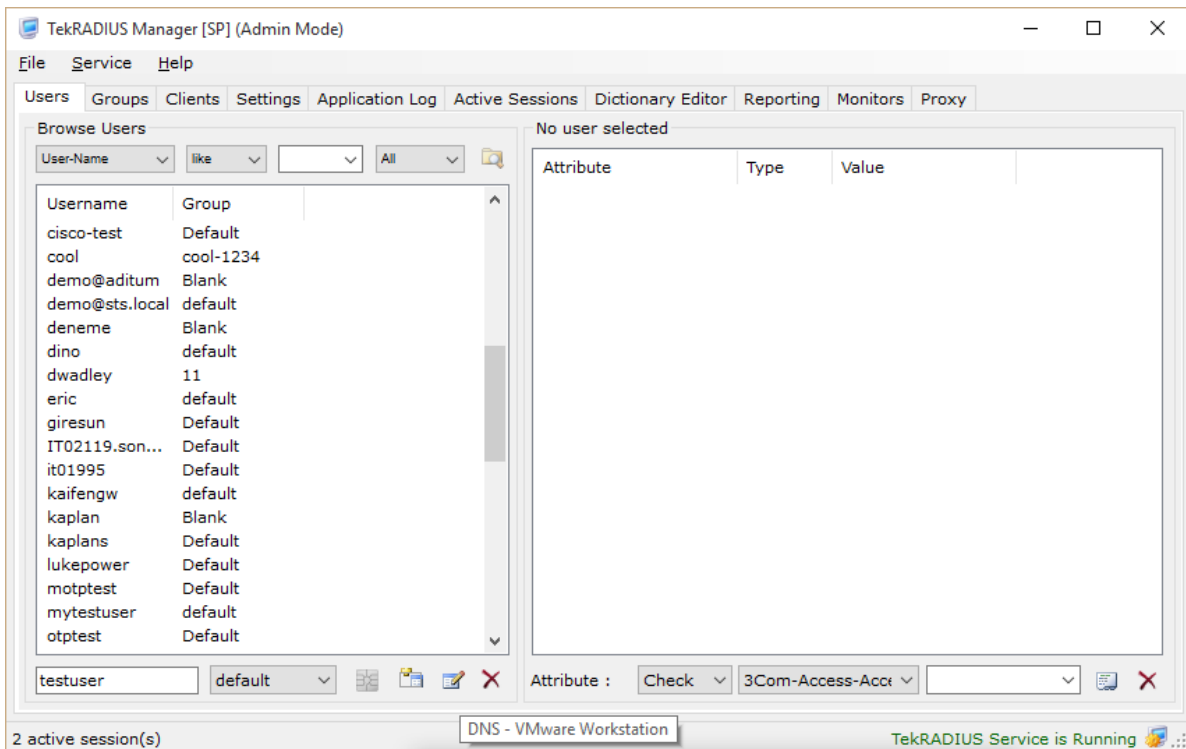 TekRADIUS Manager [SP] (Admin Mode)
File Service Help
Users Groups Clients Settings Application Log Active Sessions Dictionary Editor Reporting Monitors Proxy
Browse Users
No user selected
User-Name like All
Attribute Type Value
Username Group
cisco-test Default
cool cool-1234
demo@aditum Blank
demo@sts.local default
deneme Blank
dino default
dwadley 11
eric default
giresun Default
IT02119.son... Default
it01995 Default
kaifengw default
kaplan Blank
kaplans Default
lukepower Default
motptest Default
mytestuser default
otptest Default
testuser default
Attribute : Check 3Com-Access-Acce
DNS - VMware Workstation
2 active session(s)
TekRADIUS Service is Running